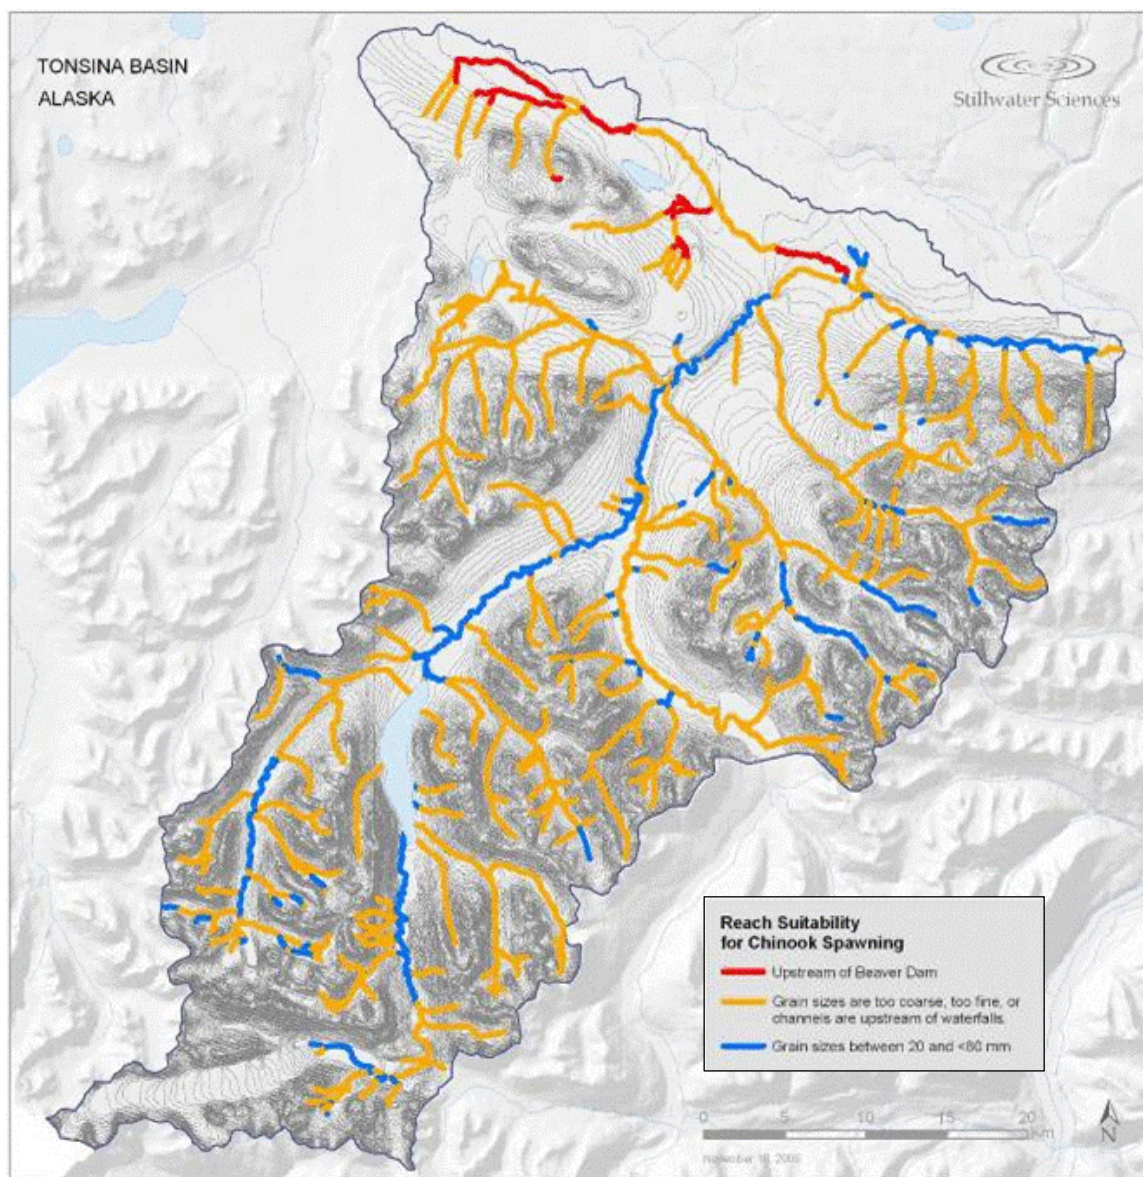 TONSINA BASIN
ALASKA
Stillwater Sciences
Reach Suitability
for Chinook Spawning
Upstream of Beaver Dam
Grain sizes are too coarse, too fine, or
channels are upstream of waterfalls.
Grain sizes between 20 and <80 mm
0 5 10 15 20
Km
N
November 18,